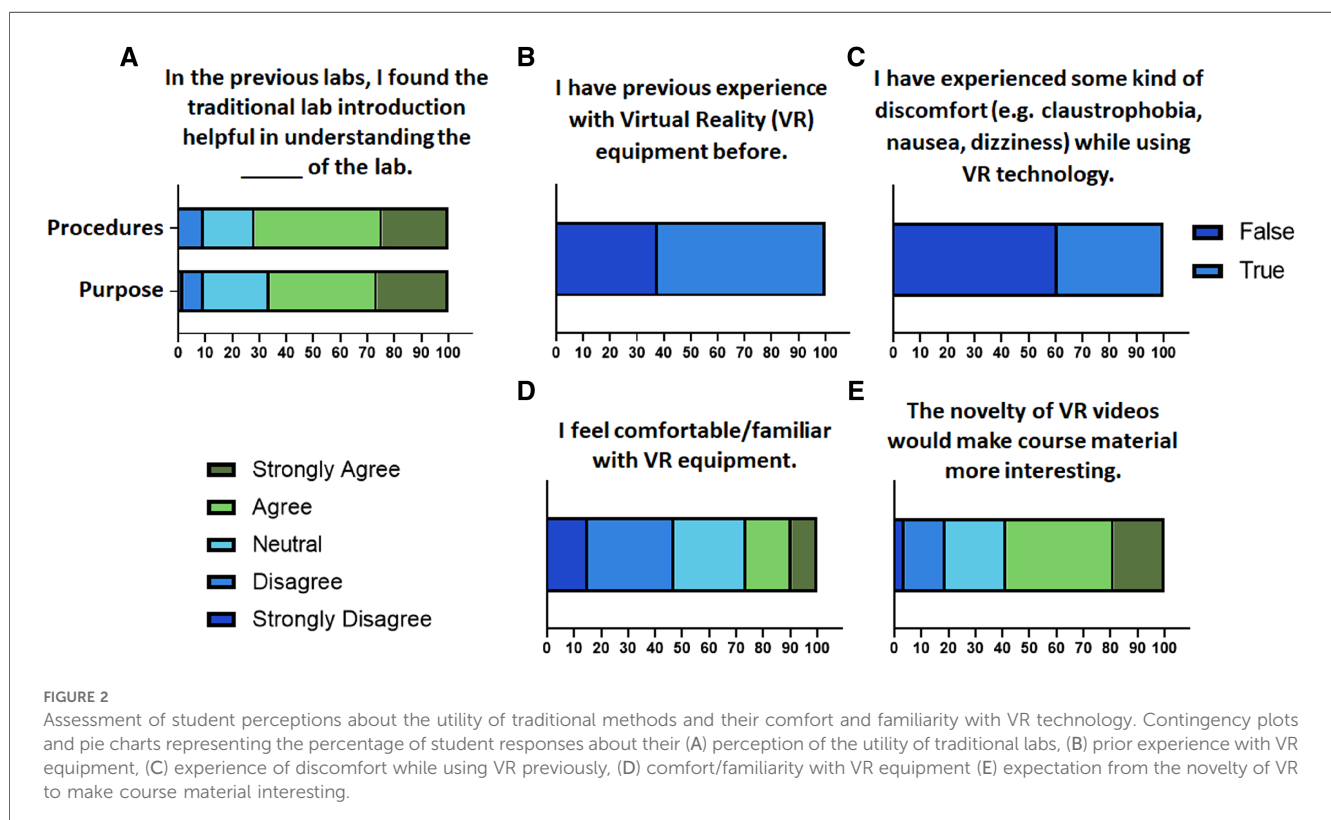 A
In the previous labs, I found the
traditional lab introduction
helpful in understanding the
_____ of the lab.
Procedures
Purpose
0 10 20 30 40 50 60 70 80 90 100
B
I have previous experience
with Virtual Reality (VR)
equipment before.
0 10 20 30 40 50 60 70 80 90 100
C
I have experienced some kind of
discomfort (e.g. claustrophobia,
nausea, dizziness) while using
VR technology.
0 10 20 30 40 50 60 70 80 90 100
False
True
Strongly Agree
Agree
Neutral
Disagree
Strongly Disagree
D
I feel comfortable/familiar
with VR equipment.
0 10 20 30 40 50 60 70 80 90 100
E
The novelty of VR videos
would make course material
more interesting.
0 10 20 30 40 50 60 70 80 90 100
FIGURE 2
Assessment of student perceptions about the utility of traditional methods and their comfort and familiarity with VR technology. Contingency plots
and pie charts representing the percentage of student responses about their (A) perception of the utility of traditional labs, (B) prior experience with VR
equipment, (C) experience of discomfort while using VR previously, (D) comfort/familiarity with VR equipment (E) expectation from the novelty of VR
to make course material interesting.